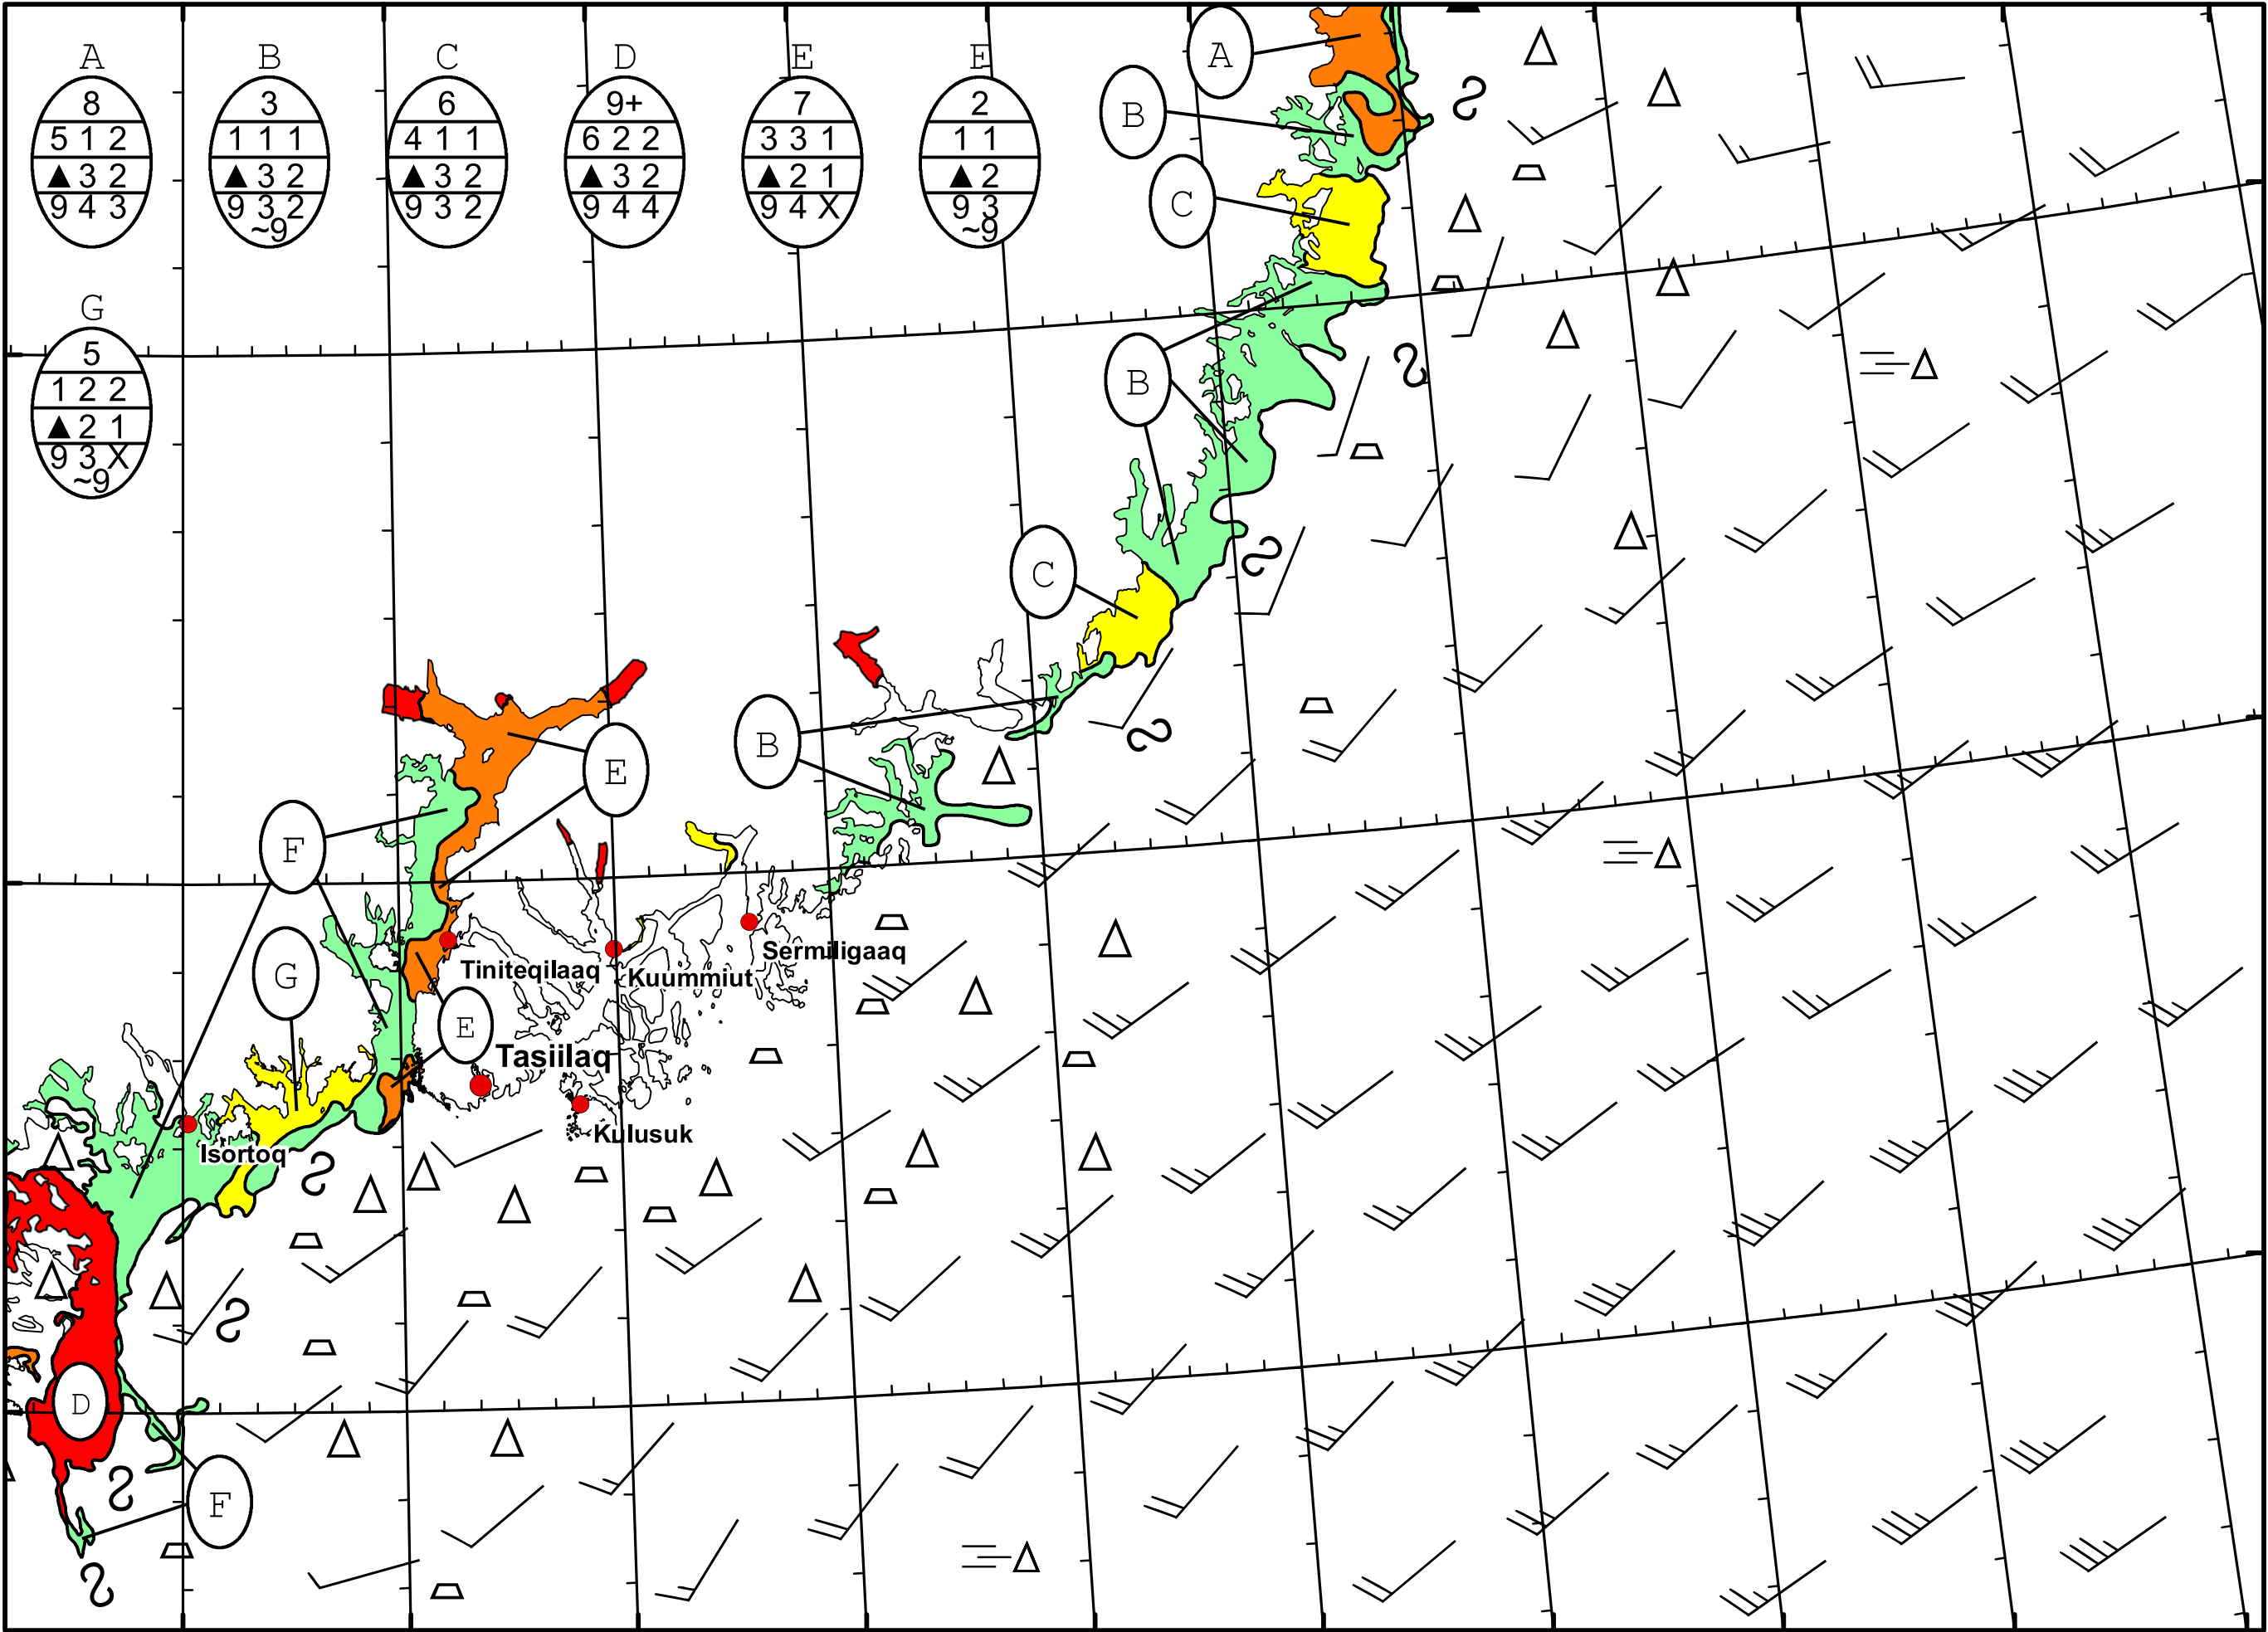 A B C D E F
8 3 6 9+ 7 2
5 1 2 1 1 1 4 1 1 6 2 2 3 3 1 1 1
▲ 3 2 ▲ 3 2 ▲ 3 2 ▲ 3 2 ▲ 2 1 ▲ 2
9 4 3 9 3 2 9 3 2 9 4 4 9 4 X 9 3
~9 ~9
A
B
C
G
5
1 2 2
▲ 2 1
9 3 X
~9
B
C
B
E
F
Sermiligaaq
G
Tiniteqilaaq
Kuummiut
E
Tasiilaq
Kulusuk
Isortoq
D
F